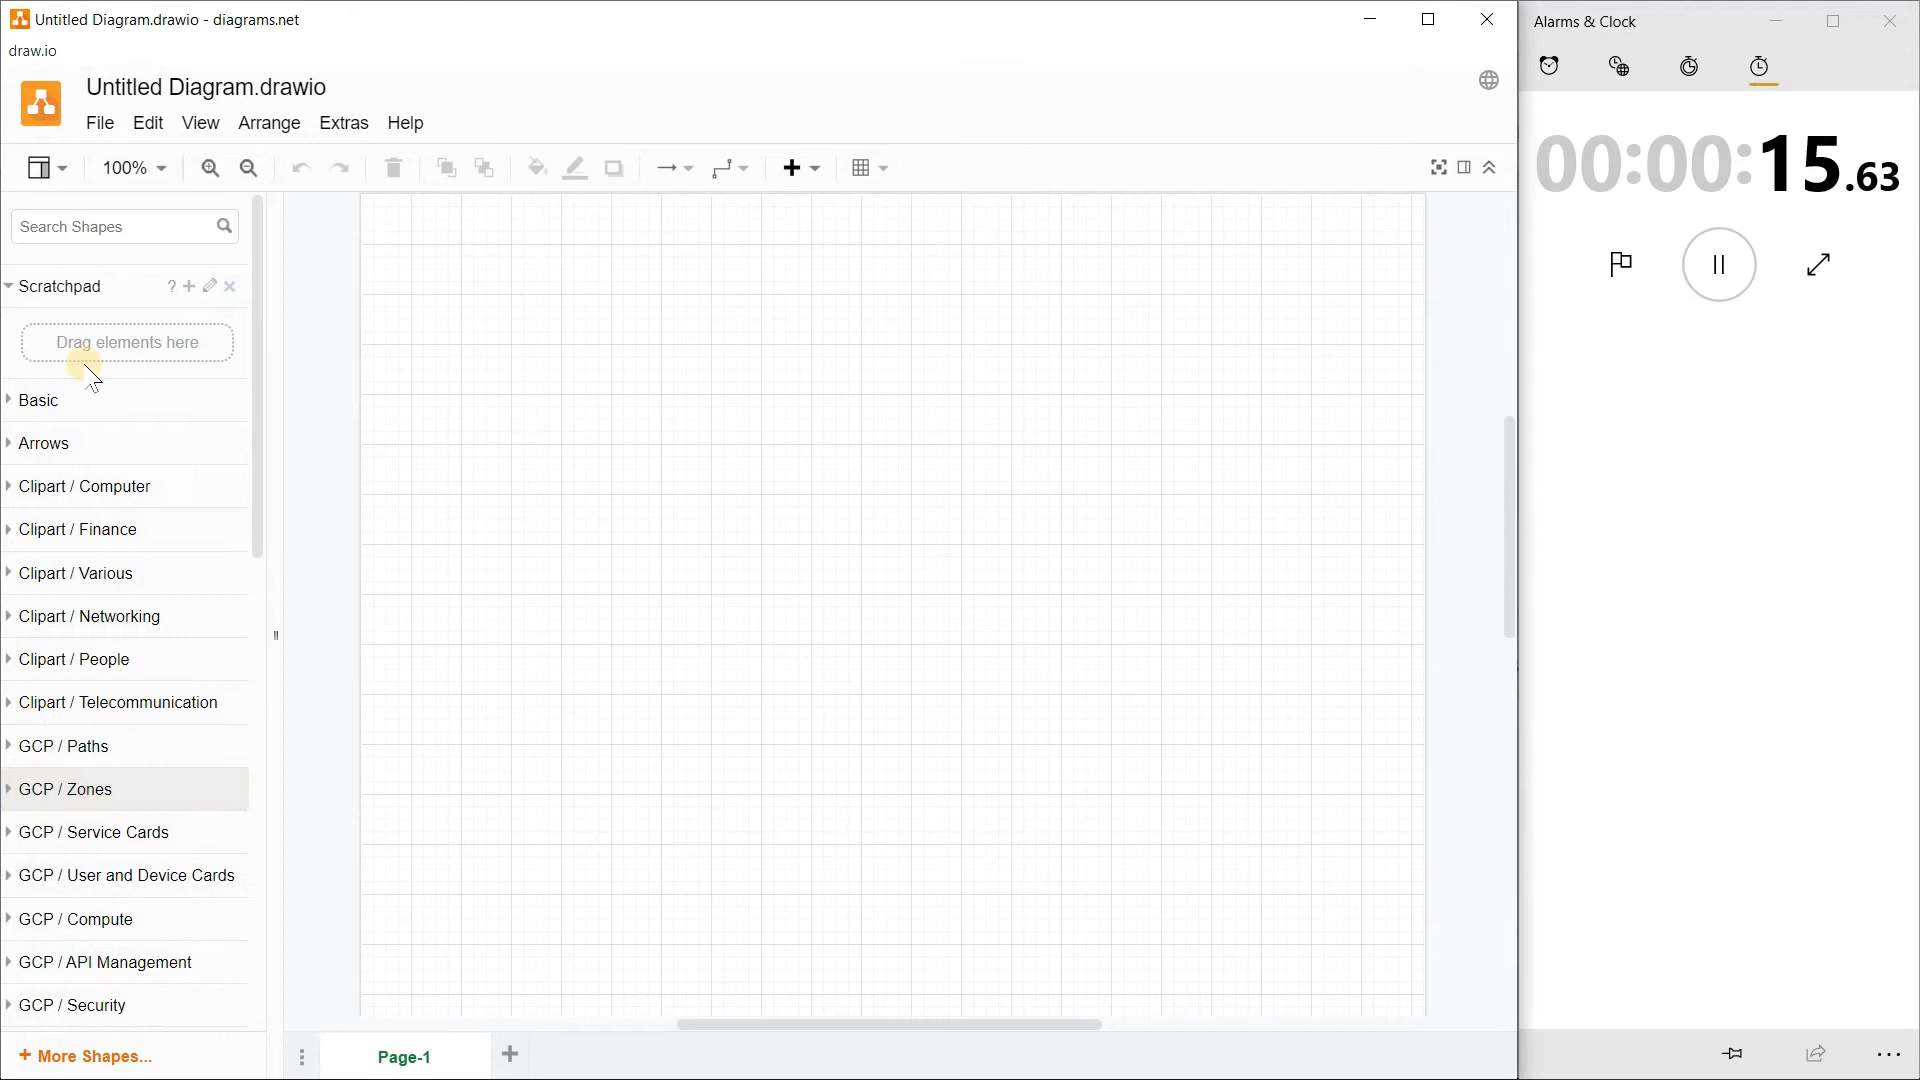 Untitled Diagram.drawio - diagrams.net
draw.io
Untitled Diagram.drawio
File Edit View Arrange Extras Help
100%
Search Shapes
Scratchpad ?
Drag elements here
Basic
Arrows
Clipart / Computer
Clipart / Finance
Clipart / Various
Clipart / Networking
Clipart / People
Clipart / Telecommunication
GCP / Paths
GCP / Zones
GCP / Service Cards
GCP / User and Device Cards
GCP / Compute
GCP / API Management
GCP / Security
+ More Shapes...
Page-1
Alarms & Clock
00:00:15.63